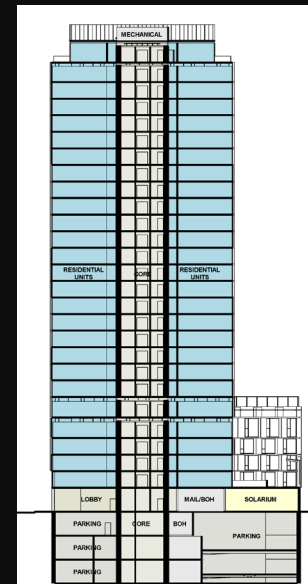 MECHANICAL
RESIDENTIAL
UNITS
CORE
RESIDENTIAL
UNITS
LOBBY
MAIL/BOH
SOLARIUM
PARKING
CORE
BOH
PARKING
PARKING
PARKING